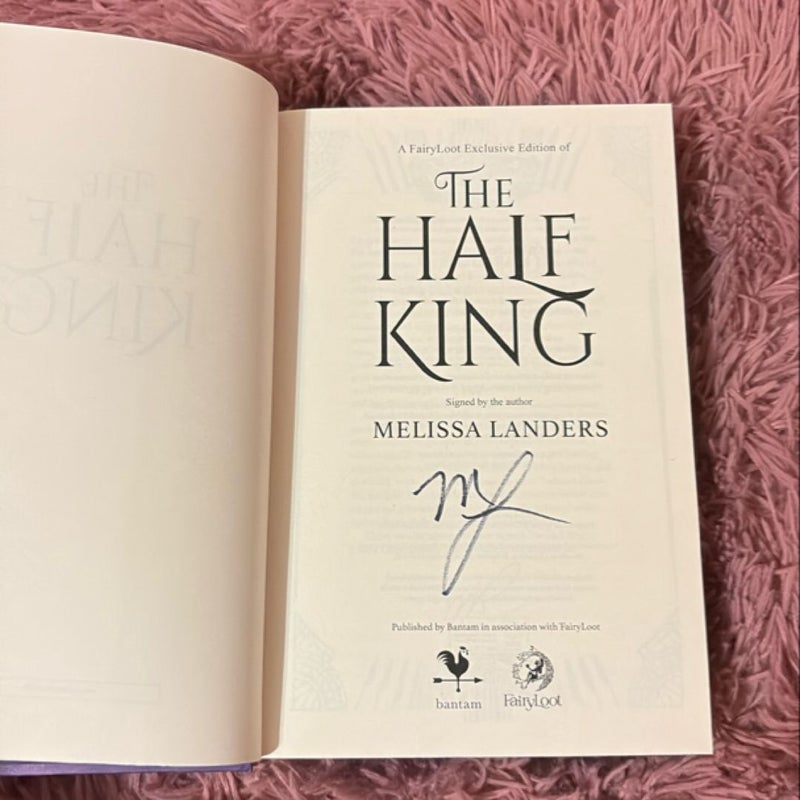 A FairyLoot Exclusive Edition of
THE
HALF
KING
Signed by the author
MELISSA LANDERS
ML
Published by Bantam in association with FairyLoot
bantam
FairyLoot